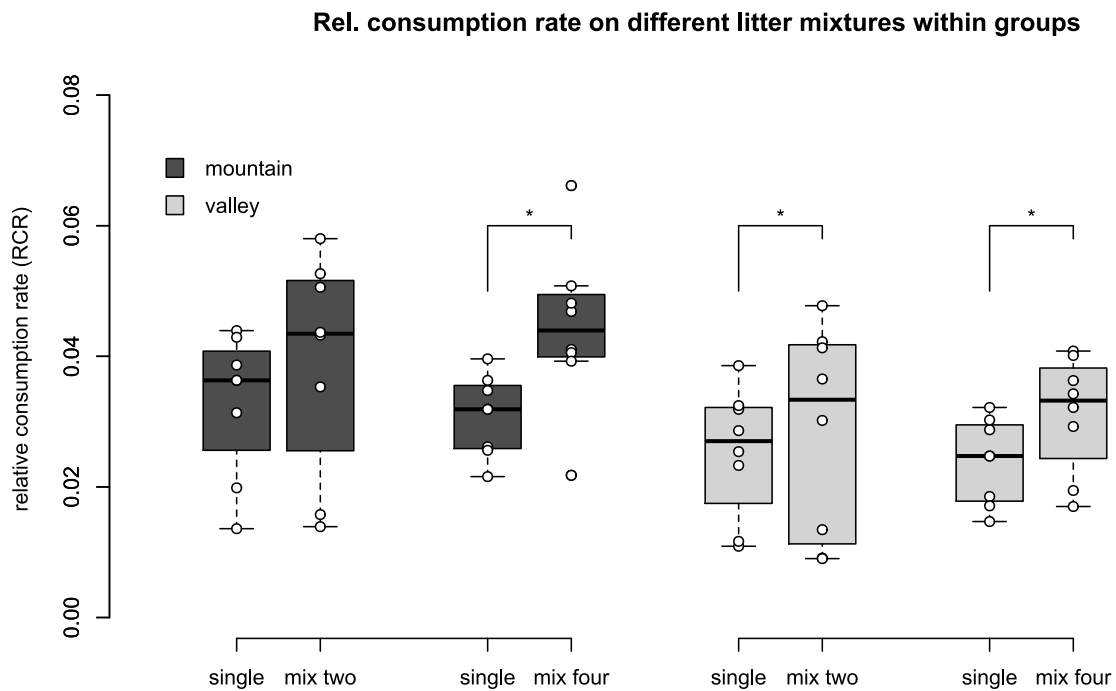 Rel. consumption rate on different litter mixtures within groups
relative consumption rate (RCR)
0.08
0.06
0.04
0.02
0.00
mountain
valley
*
*
*
single mix two single mix four single mix two single mix four